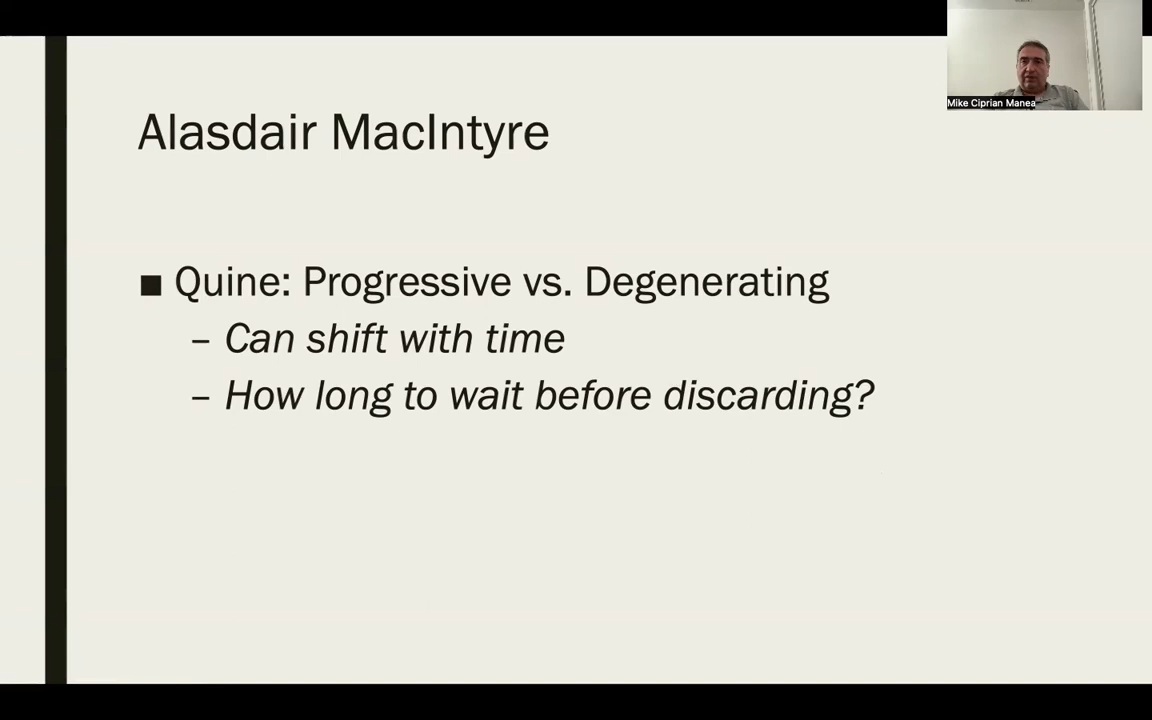 Mike Ciprian Manea
Alasdair MacIntyre
■ Quine: Progressive vs. Degenerating
– Can shift with time
– How long to wait before discarding?